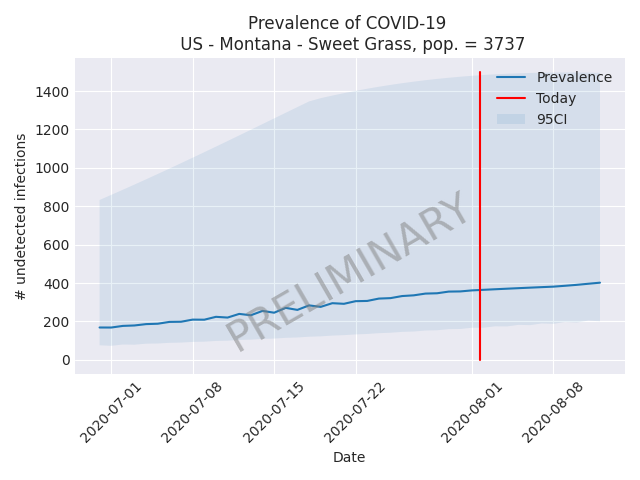 Prevalence of COVID-19
US - Montana - Sweet Grass, pop. = 3737
Prevalence
Today
95CI
1400
1200
1000
800
600
400
200
0
# undetected infections
PRELIMINARY
2020-07-01
2020-07-08
2020-07-15
2020-07-22
2020-08-01
2020-08-08
Date